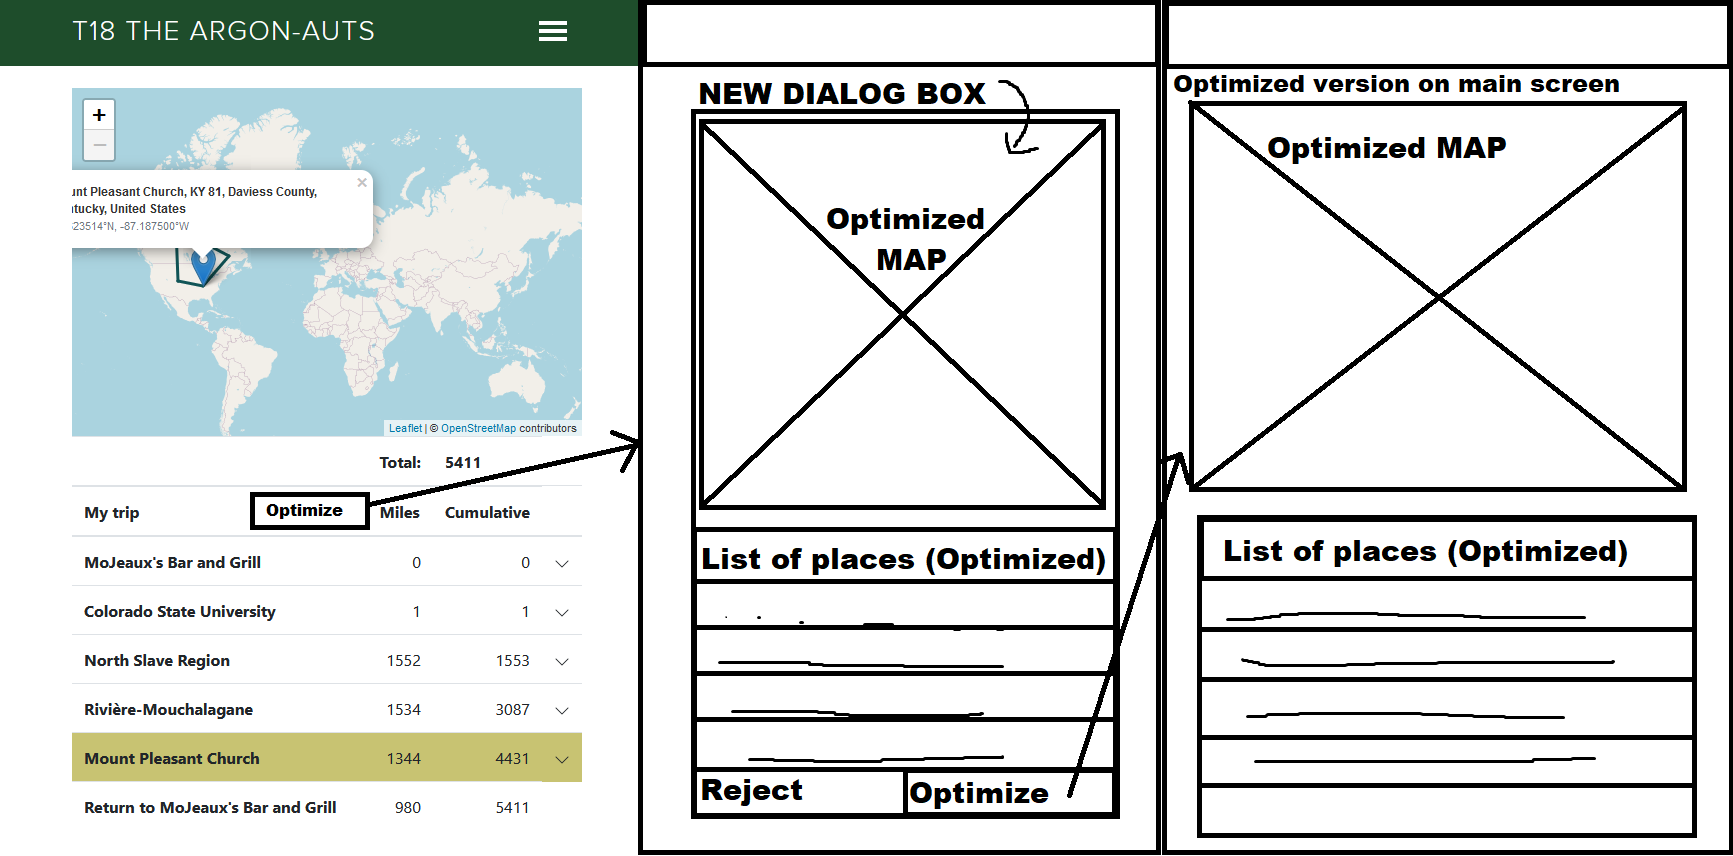 T18 THE ARGON-AUTS
+
−
unt Pleasant Church, KY 81, Daviess County,
tucky, United States
23514°N, -87.187500°W
×
Leaflet | © OpenStreetMap contributors
Total: 5411
My trip Optimize Miles Cumulative
MoJeaux's Bar and Grill 0 0
Colorado State University 1 1
North Slave Region 1552 1553
Rivière-Mouchalagane 1534 3087
Mount Pleasant Church 1344 4431
Return to MoJeaux's Bar and Grill 980 5411
NEW DIALOG BOX
Optimized
MAP
List of places (Optimized)
Reject Optimize
Optimized version on main screen
Optimized MAP
List of places (Optimized)